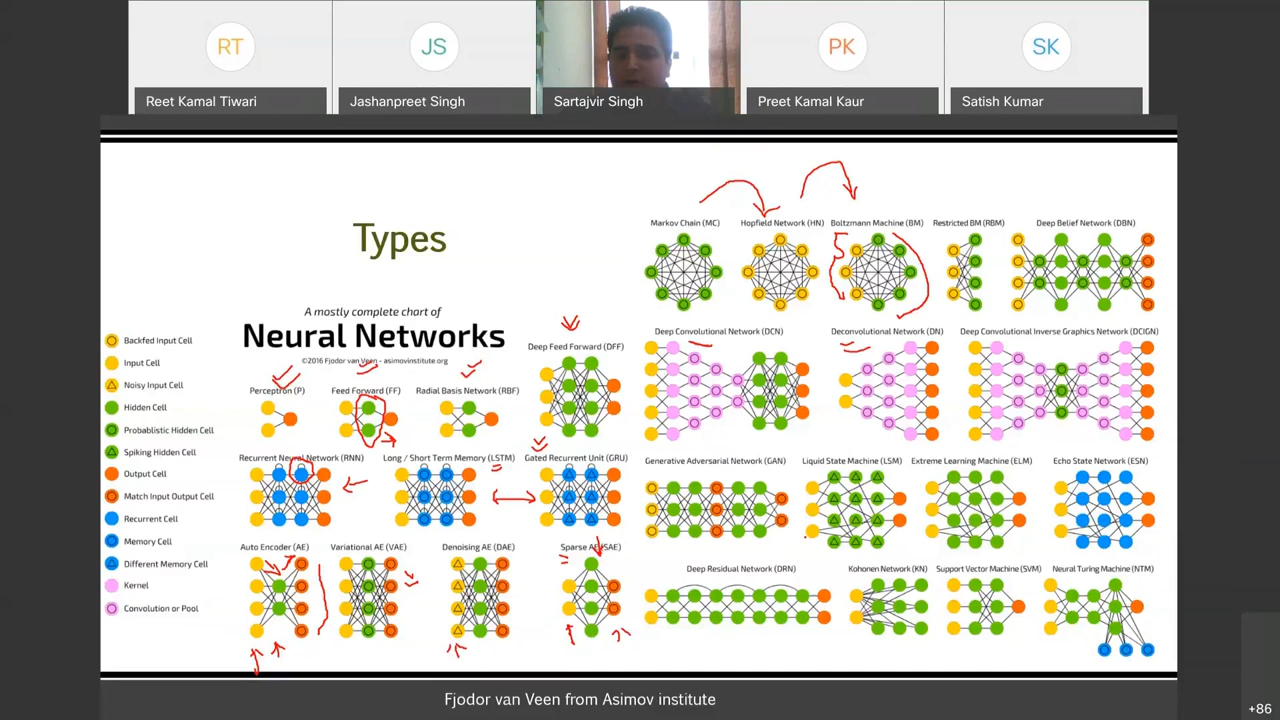 RT
JS
PK
SK
Reet Kamal Tiwari
Jashanpreet Singh
Sartajvir Singh
Preet Kamal Kaur
Satish Kumar
Types
A mostly complete chart of
Neural Networks
©2016 Fjodor van Veen - asimovinstitute.org
Backfed Input Cell
Input Cell
Noisy Input Cell
Hidden Cell
Probablistic Hidden Cell
Spiking Hidden Cell
Output Cell
Match Input Output Cell
Recurrent Cell
Memory Cell
Different Memory Cell
Kernel
Convolution or Pool
Perceptron (P)
Feed Forward (FF)
Radial Basis Network (RBF)
Deep Feed Forward (DFF)
Recurrent Neural Network (RNN)
Long / Short Term Memory (LSTM)
Gated Recurrent Unit (GRU)
Auto Encoder (AE)
Variational AE (VAE)
Denoising AE (DAE)
Sparse AE (SAE)
Markov Chain (MC)
Hopfield Network (HN)
Boltzmann Machine (BM)
Restricted BM (RBM)
Deep Belief Network (DBN)
Deep Convolutional Network (DCN)
Deconvolutional Network (DN)
Deep Convolutional Inverse Graphics Network (DCIGN)
Generative Adversarial Network (GAN)
Liquid State Machine (LSM)
Extreme Learning Machine (ELM)
Echo State Network (ESN)
Deep Residual Network (DRN)
Kohonen Network (KN)
Support Vector Machine (SVM)
Neural Turing Machine (NTM)
Fjodor van Veen from Asimov institute
+86